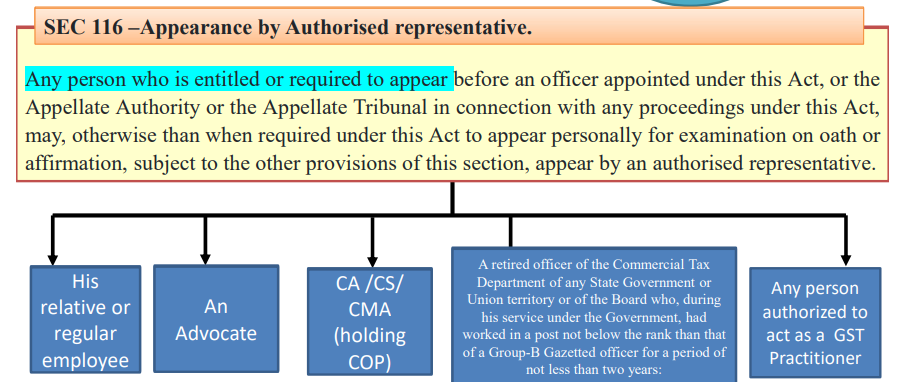 SEC 116 –Appearance by Authorised representative.
Any person who is entitled or required to appear before an officer appointed under this Act, or the
Appellate Authority or the Appellate Tribunal in connection with any proceedings under this Act,
may, otherwise than when required under this Act to appear personally for examination on oath or
affirmation, subject to the other provisions of this section, appear by an authorised representative.
His
relative or
regular
employee
An
Advocate
CA /CS/
CMA
(holding
COP)
A retired officer of the Commercial Tax
Department of any State Government or
Union territory or of the Board who, during
his service under the Government, had
worked in a post not below the rank than that
of a Group-B Gazetted officer for a period of
not less than two years:
Any person
authorized to
act as a GST
Practitioner